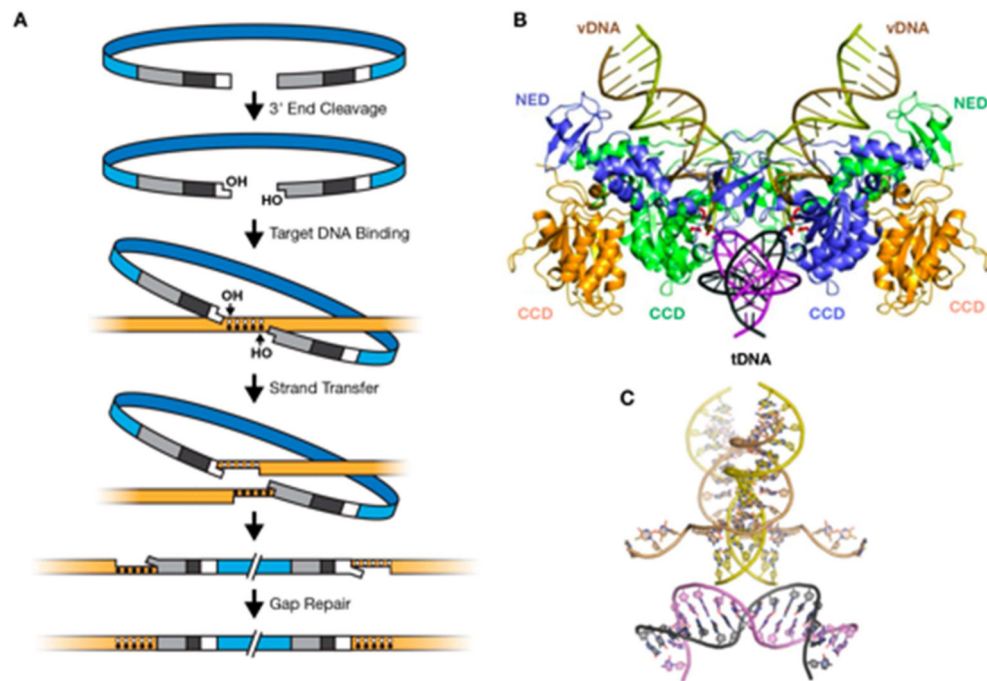 A
3' End Cleavage
OH
HO
Target DNA Binding
OH
HO
Strand Transfer
Gap Repair
B
vDNA vDNA
NED NED
CCD CCD CCD CCD
tDNA
C